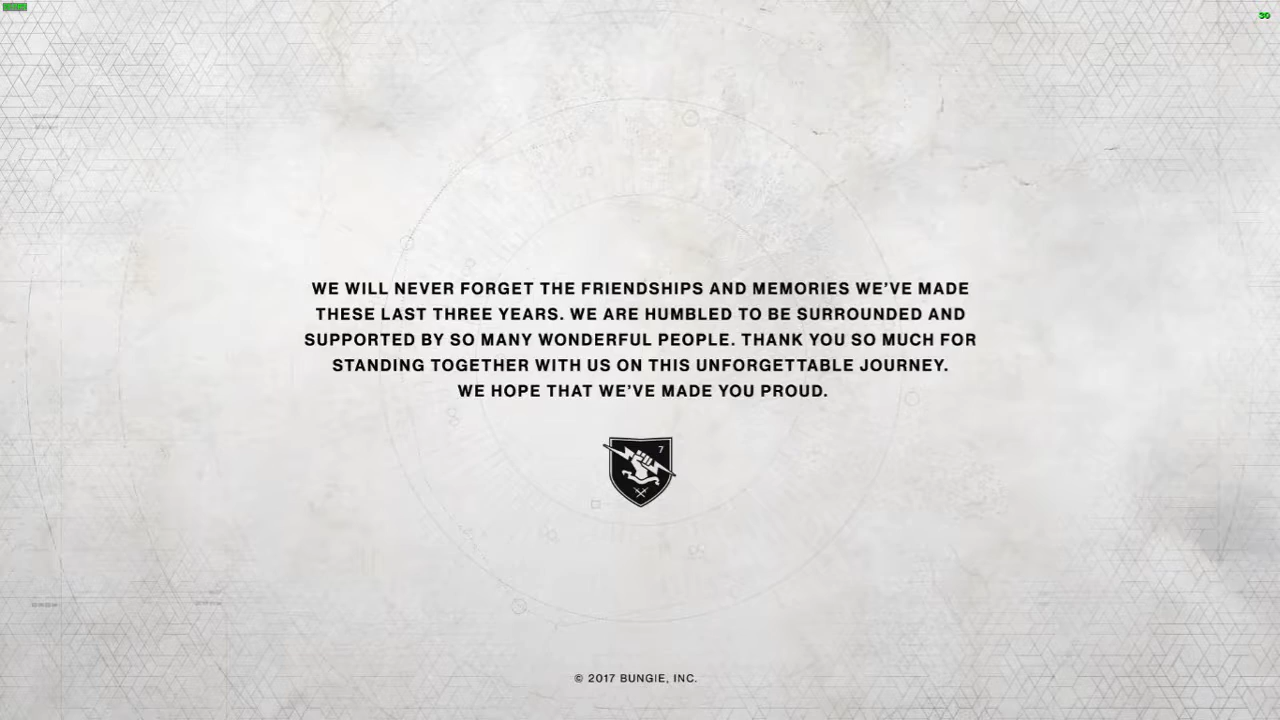 30
WE WILL NEVER FORGET THE FRIENDSHIPS AND MEMORIES WE’VE MADE
THESE LAST THREE YEARS. WE ARE HUMBLED TO BE SURROUNDED AND
SUPPORTED BY SO MANY WONDERFUL PEOPLE. THANK YOU SO MUCH FOR
STANDING TOGETHER WITH US ON THIS UNFORGETTABLE JOURNEY.
WE HOPE THAT WE’VE MADE YOU PROUD.
7
© 2017 BUNGIE, INC.